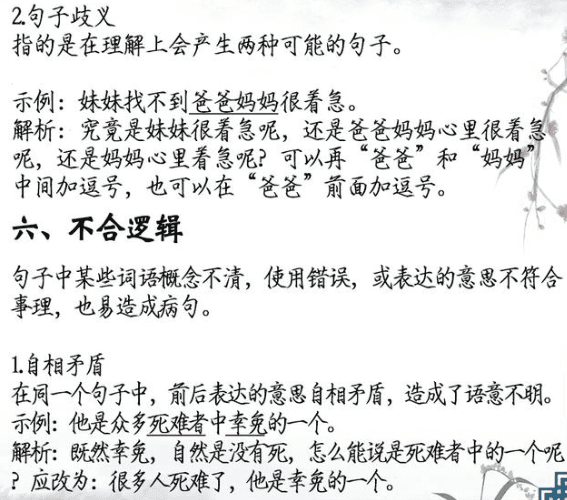 2.句子歧义
指的是在理解上会产生两种可能的句子。
示例：妹妹找不到爸爸妈妈很着急。
解析：究竟是妹妹很着急呢，还是爸爸妈妈心里很着急
呢，还是妈妈心里着急呢？可以再“爸爸”和“妈妈”
中间加逗号，也可以在“爸爸”前面加逗号。
六、不合逻辑
句子中某些词语概念不清，使用错误，或表达的意思不符合
事理，也易造成病句。
1.自相矛盾
在同一个句子中，前后表达的意思自相矛盾，造成了语意不明。
示例：他是众多死难者中幸免的一个。
解析：既然幸免，自然是没有死，怎么能说是死难者中的一个呢
？应改为：很多人死难了，他是幸免的一个。